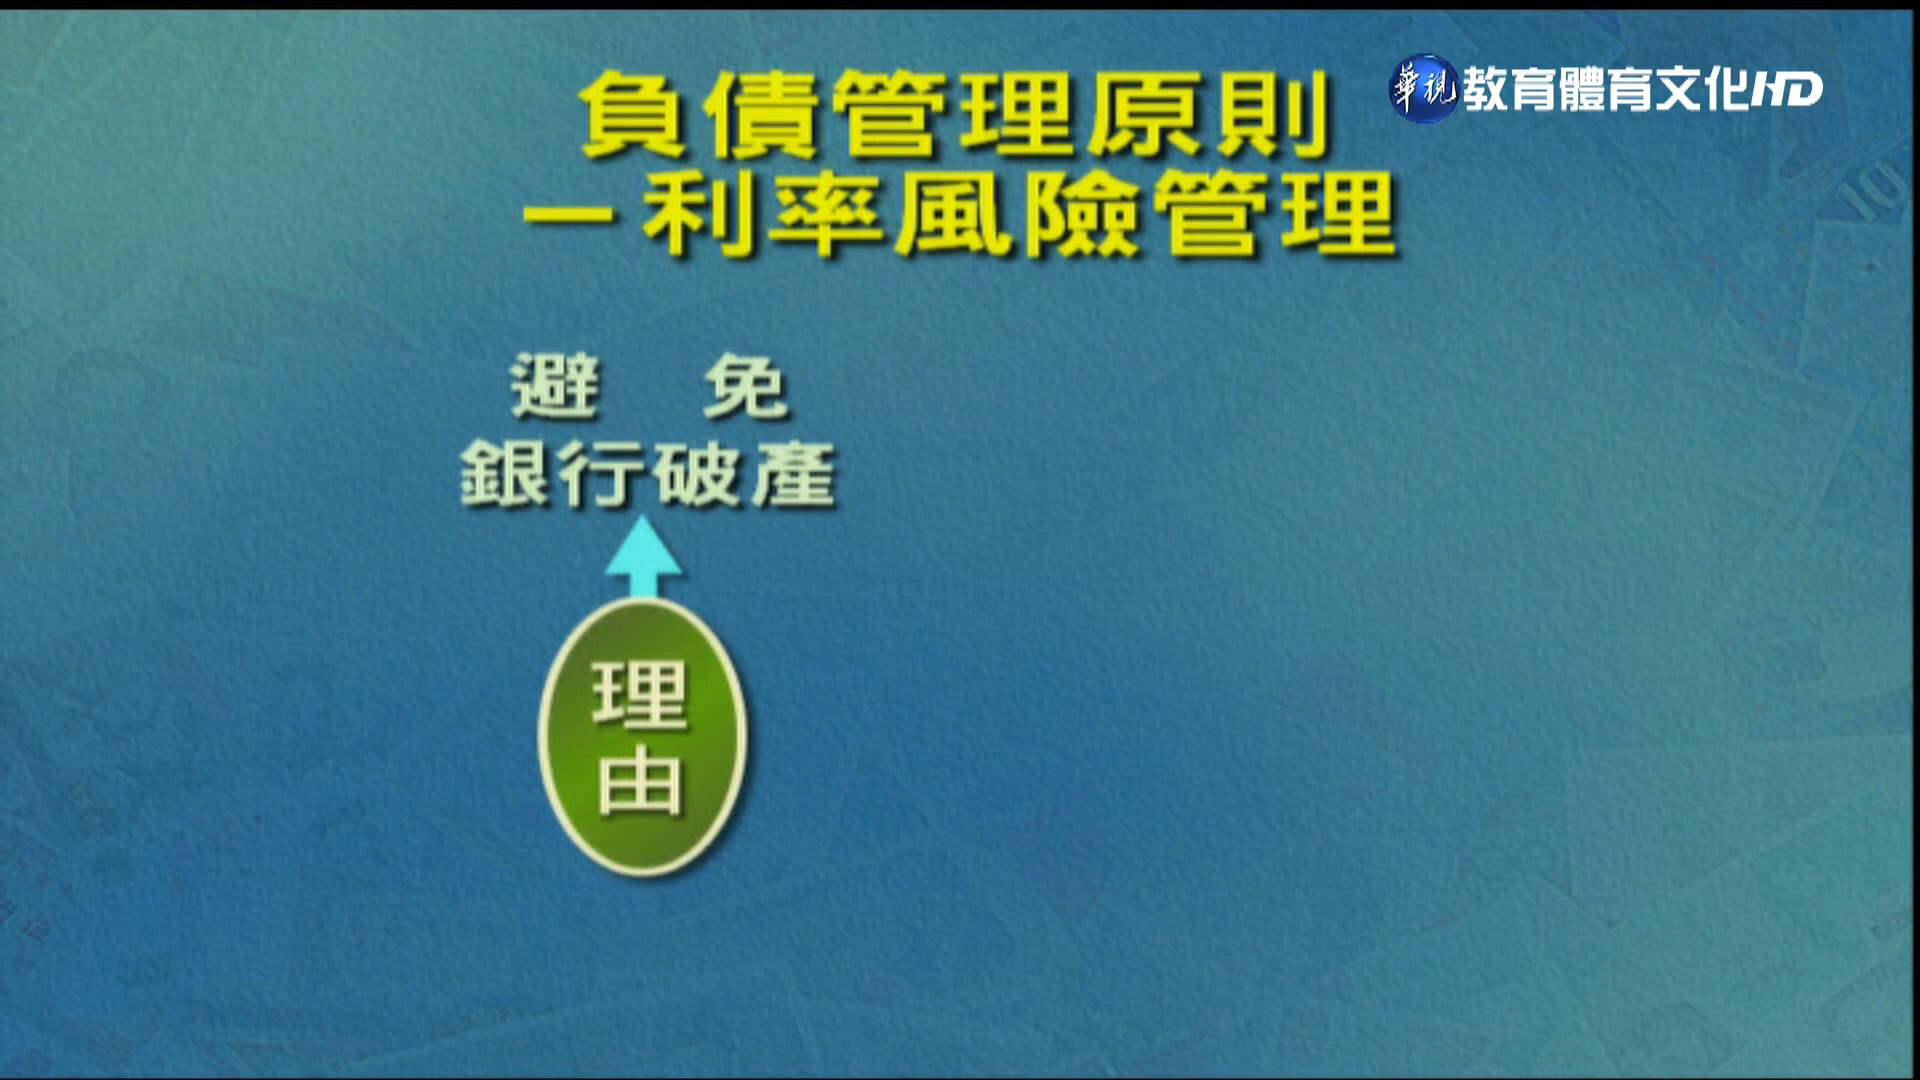 負債管理原則
－利率風險管理
華視 教育體育文化HD
避 免
銀行破產
理
由